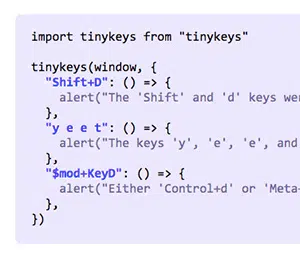 import tinykeys from "tinykeys"
tinykeys(window, {
"Shift+D": () => {
alert("The 'Shift' and 'd' keys wer
},
"y e e t": () => {
alert("The keys 'y', 'e', 'e', and
},
"$mod+KeyD": () => {
alert("Either 'Control+d' or 'Meta-
},
})